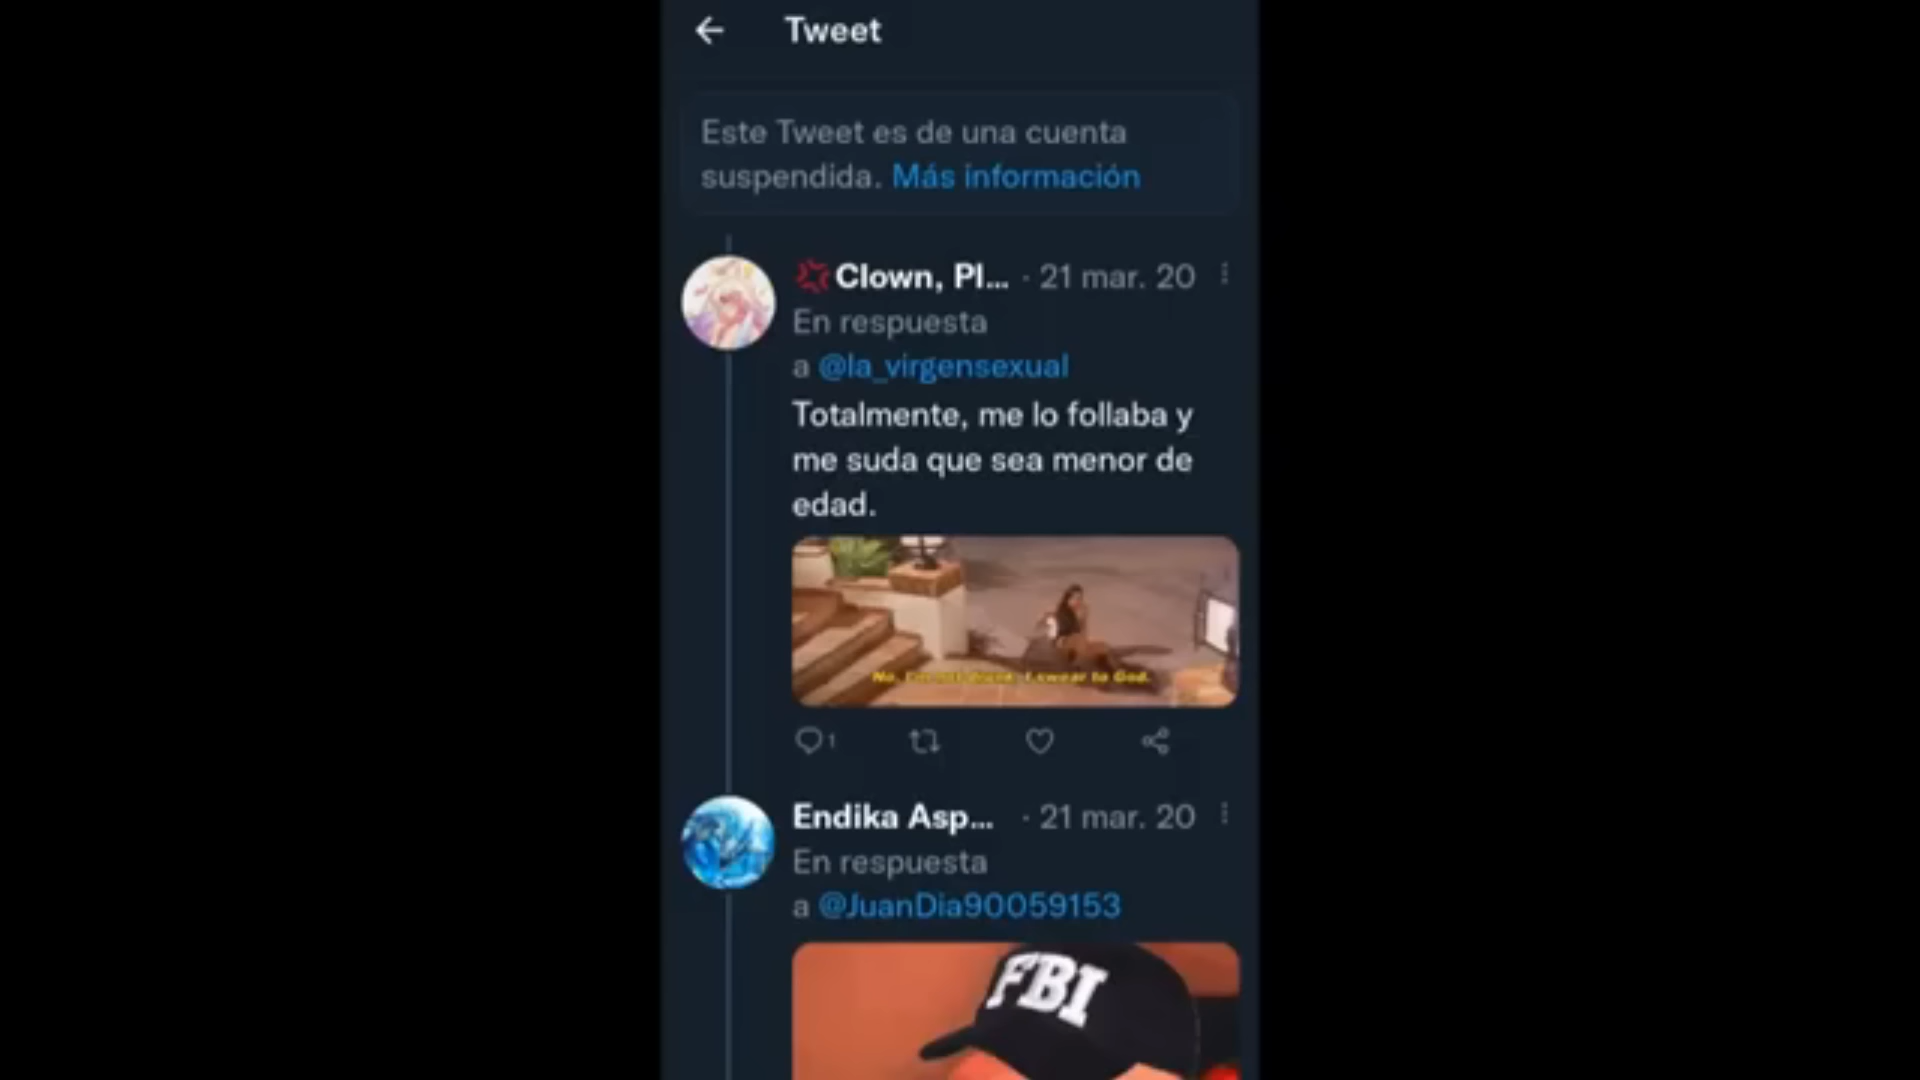 Tweet
Este Tweet es de una cuenta
suspendida. Más información
Clown, Pl... · 21 mar. 20
En respuesta
a @la_virgensexual
Totalmente, me lo follaba y
me suda que sea menor de
edad.
No, I'm not drunk, I swear to God.
1
Endika Asp... · 21 mar. 20
En respuesta
a @JuanDia90059153
FBI